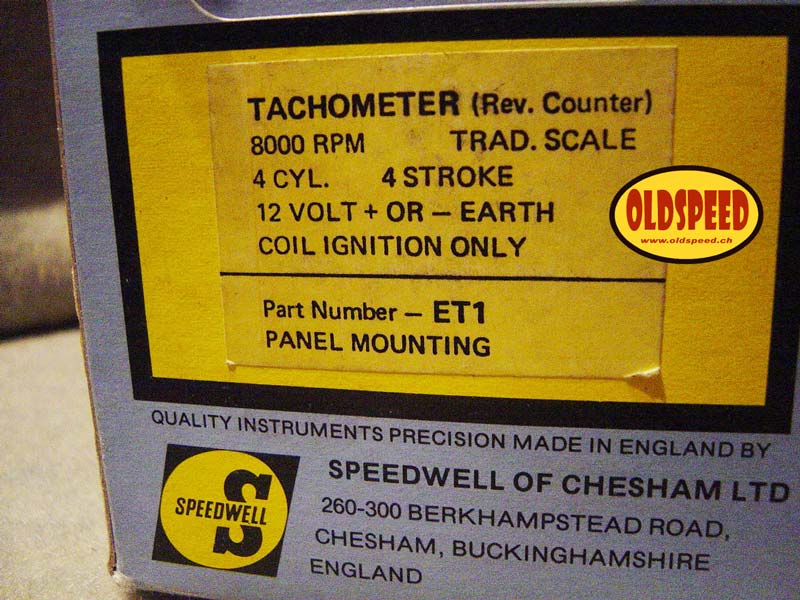 TACHOMETER (Rev. Counter)
8000 RPM TRAD. SCALE
4 CYL. 4 STROKE
12 VOLT + OR – EARTH
COIL IGNITION ONLY
Part Number – ET1
PANEL MOUNTING
OLDSPEED
www.oldspeed.ch
QUALITY INSTRUMENTS PRECISION MADE IN ENGLAND BY
S
SPEEDWELL
SPEEDWELL OF CHESHAM LTD
260-300 BERKHAMPSTEAD ROAD,
CHESHAM, BUCKINGHAMSHIRE
ENGLAND